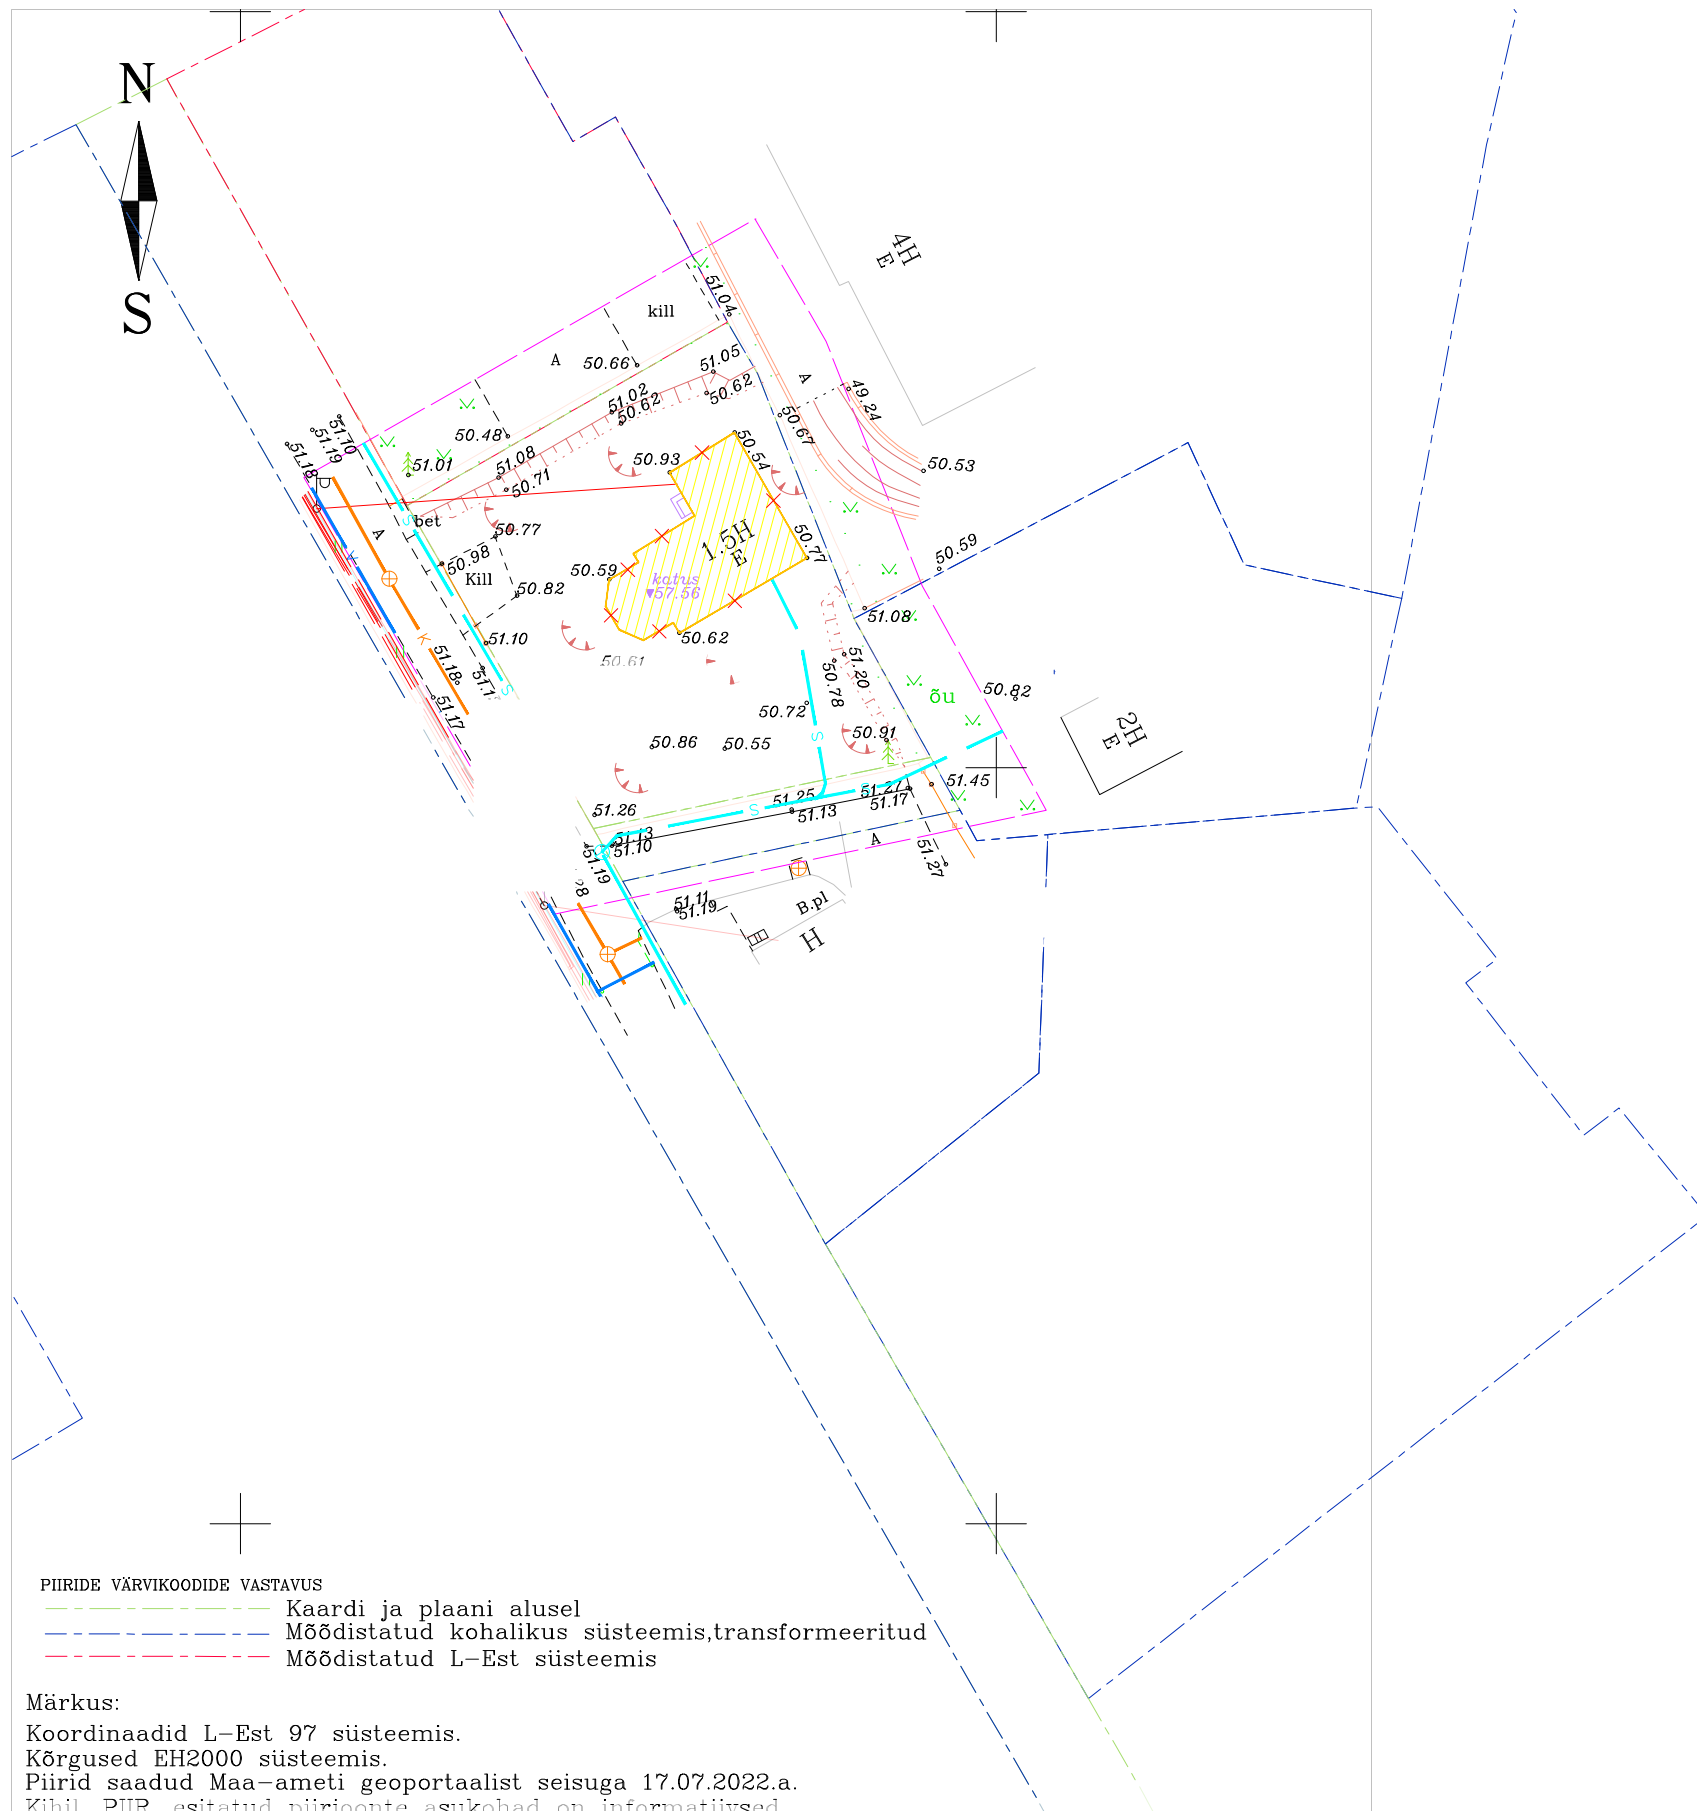 N
S
4H
E
51.04
kill
A
50.66
51.05
50.62
51.02
50.62
A
49.24
50.67
50.48
51.08
50.71
50.93
50.54
50.53
51.70
51.19
51.18
51.01
D
A
bet
50.77
50.98
Kill
50.82
50.59
1.5H
E
katus
57.56
50.77
50.59
51.08
K
S
K
51.10
50.62
50.61
51.18
51.17
S
51.20
50.78
50.72
õu
50.82
2H
E
50.86
50.55
S
50.91
51.45
51.26
51.25
51.27
51.17
51.13
S
51.13
51.10
51.19
A
51.27
51.11
51.19
B.pl
H
PIIRIDE VÄRVIKOODIDE VASTAVUS
Kaardi ja plaani alusel
Mõõdistatud kohalikus süsteemis,transformeeritud
Mõõdistatud L-Est süsteemis
Märkus:
Koordinaadid L-Est 97 süsteemis.
Kõrgused EH2000 süsteemis.
Piirid saadud Maa-ameti geoportaalist seisuga 17.07.2022.a.
Kihil PIIR esitatud piirjoonte asukohad on informatiivsed